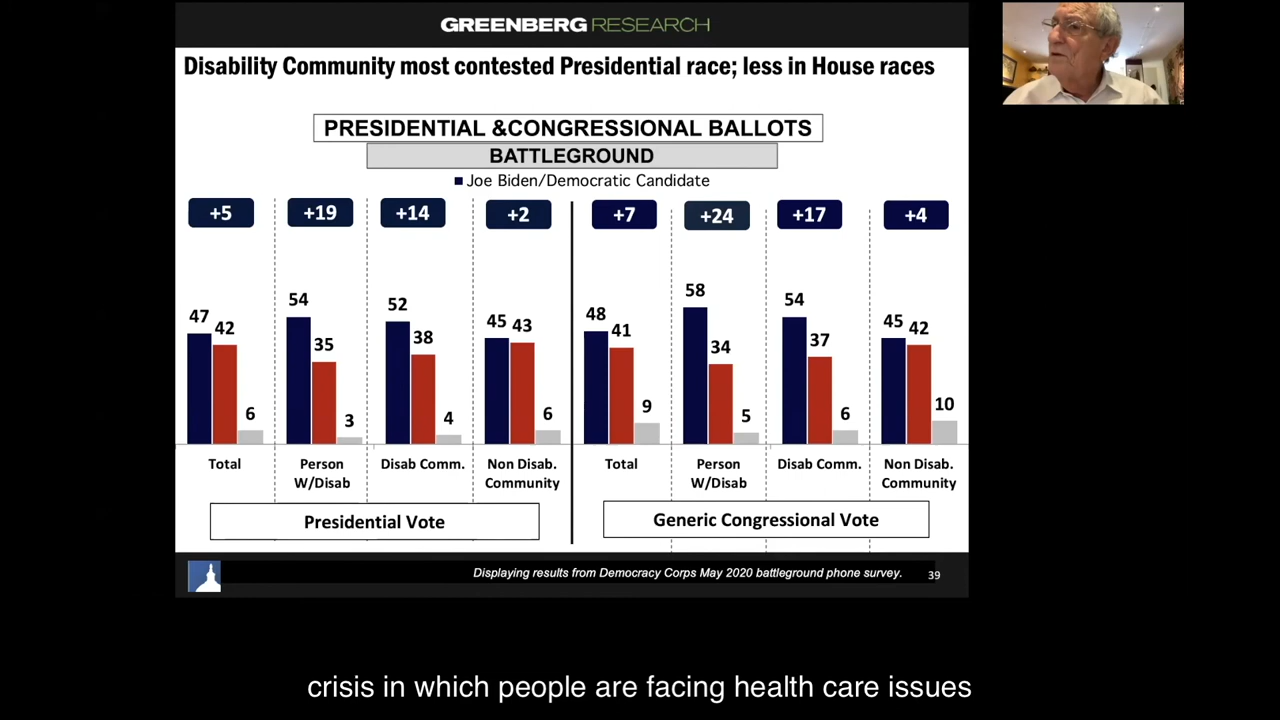 GREENBERG RESEARCH
Disability Community most contested Presidential race; less in House races
PRESIDENTIAL &CONGRESSIONAL BALLOTS
BATTLEGROUND
Joe Biden/Democratic Candidate
+5 +19 +14 +2 +7 +24 +17 +4
47 42 6 54 35 3 52 38 4 45 43 6 48 41 9 58 34 5 54 37 6 45 42 10
Total Person Disab Comm. Non Disab. Total Person Disab Comm. Non Disab.
W/Disab Community W/Disab Community
Presidential Vote Generic Congressional Vote
Displaying results from Democracy Corps May 2020 battleground phone survey. 39
crisis in which people are facing health care issues